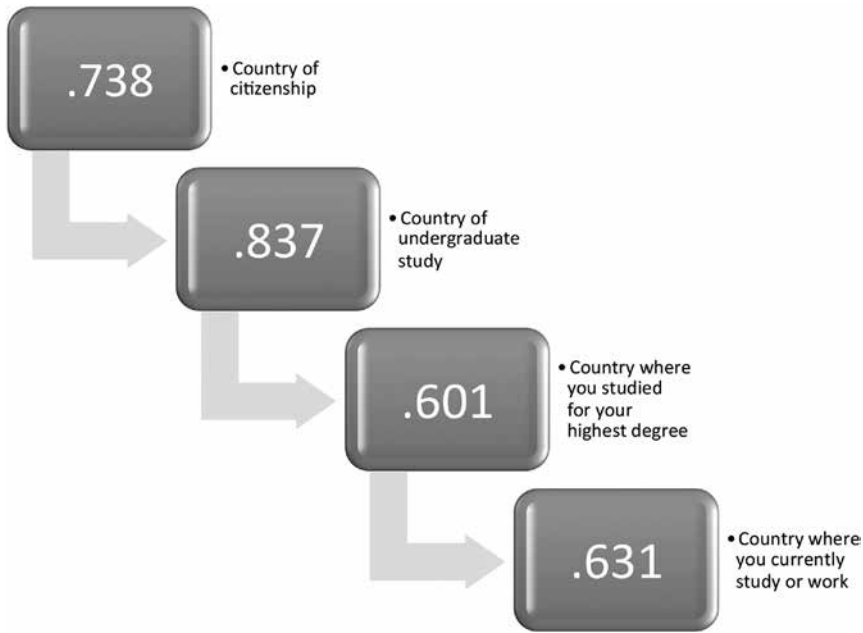 .738
• Country of
citizenship
.837
• Country of
undergraduate
study
.601
• Country where
you studied
for your
highest degree
.631
• Country where
you currently
study or work